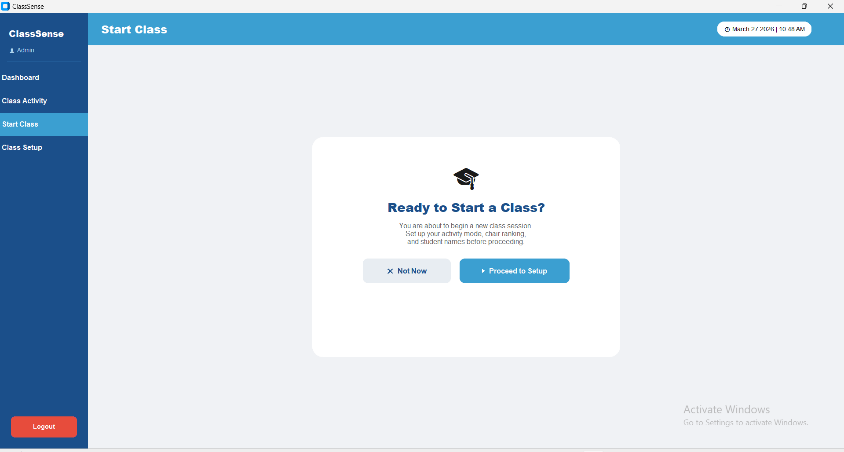 ClassSense
ClassSense
Admin
Start Class
March 27 2026 | 10:48 AM
Dashboard
Class Activity
Start Class
Class Setup
Ready to Start a Class?
You are about to begin a new class session.
Set up your activity mode, chair ranking,
and student names before proceeding.
Not Now
Proceed to Setup
Logout
Activate Windows
Go to Settings to activate Windows.